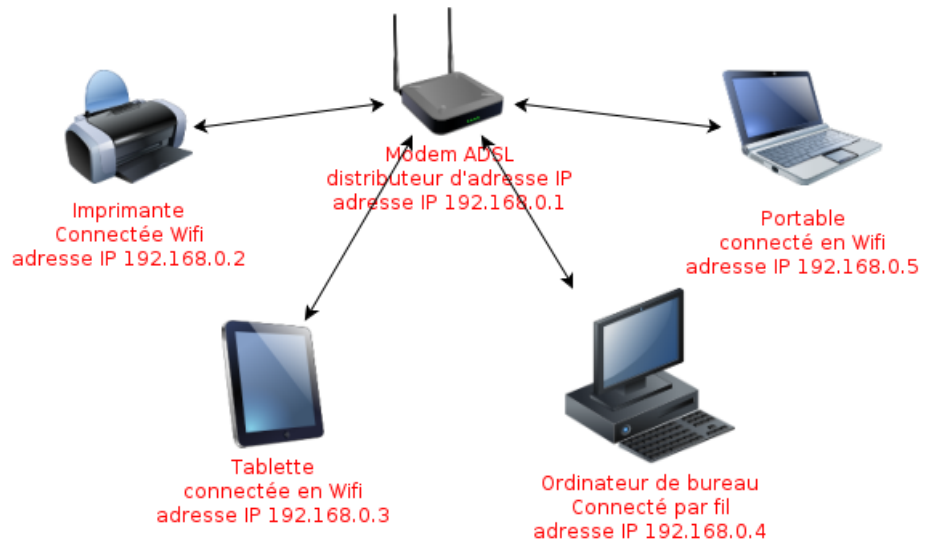 Modem ADSL
distributeur d'adresse IP
adresse IP 192.168.0.1
Imprimante
Connectée Wifi
adresse IP 192.168.0.2
Portable
connecté en Wifi
adresse IP 192.168.0.5
Tablette
connectée en Wifi
adresse IP 192.168.0.3
Ordinateur de bureau
Connecté par fil
adresse IP 192.168.0.4